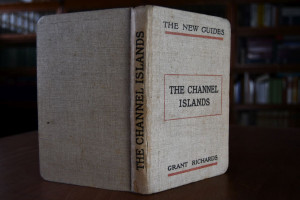 THE CHANNEL ISLANDS
THE NEW GUIDES
THE CHANNEL
ISLANDS
GRANT RICHARDS